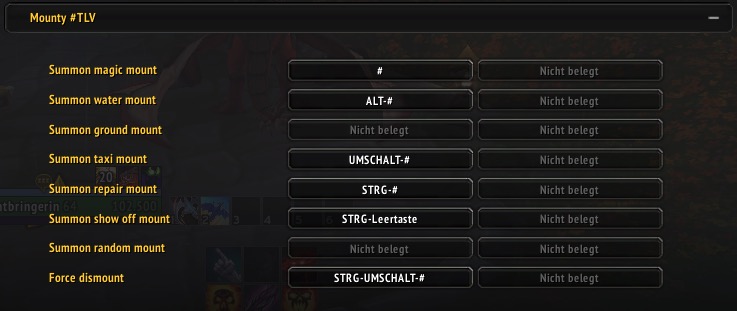 Mounty #TLV
Summon magic mount # Nicht belegt
Summon water mount ALT-# Nicht belegt
Summon ground mount Nicht belegt Nicht belegt
Summon taxi mount UMSCHALT-# Nicht belegt
Summon repair mount STRG-# Nicht belegt
20
Summon show off mount STRG-Leertaste Nicht belegt
Summon random mount Nicht belegt Nicht belegt
Force dismount STRG-UMSCHALT-# Nicht belegt